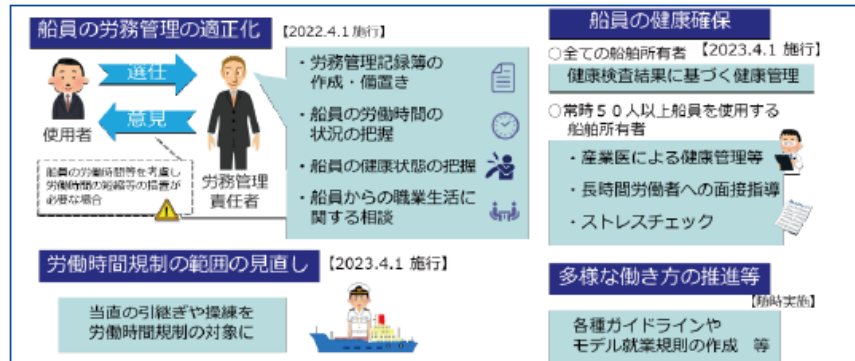 船員の労務管理の適正化
【2022.4.1 施行】
選任
意見
使用者
労務管理
責任者
船員の労働時間等を考慮し
労働時間の短縮等の措置が
必要な場合
・労務管理記録簿の
作成・備置き
・船員の労働時間の
状況の把握
・船員の健康状態の把握
・船員からの職業生活に
関する相談
労働時間規制の範囲の見直し
【2023.4.1 施行】
当直の引継ぎや操練を
労働時間規制の対象に
船員の健康確保
○全ての船舶所有者 【2023.4.1 施行】
健康検査結果に基づく健康管理
○常時50人以上船員を使用する
船舶所有者
・産業医による健康管理等
・長時間労働者への面接指導
・ストレスチェック
多様な働き方の推進等
【随時実施】
各種ガイドラインや
モデル就業規則の作成 等